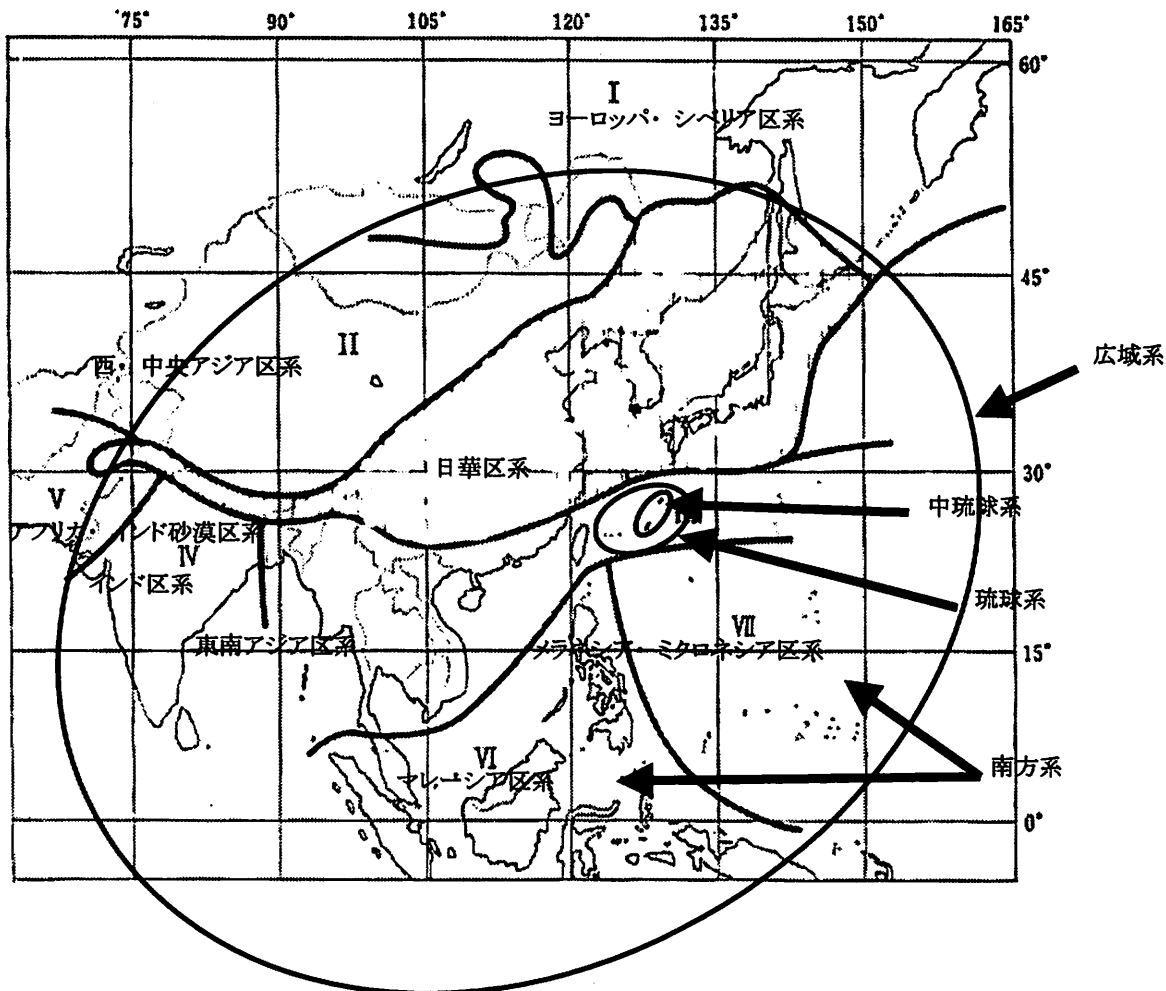 75° 90° 105° 120° 135° 150° 165°
60°
I
ヨーロッパ・シベリア区系
45°
II
西・中央アジア区系
広域系
日華区系
30°
V
中琉球系
アフリカ・インド砂漠区系
IV
インド区系
琉球系
VII
東南アジア区系
メラネシア・ミクロネシア区系
15°
VI
マレーシア区系
南方系
0°